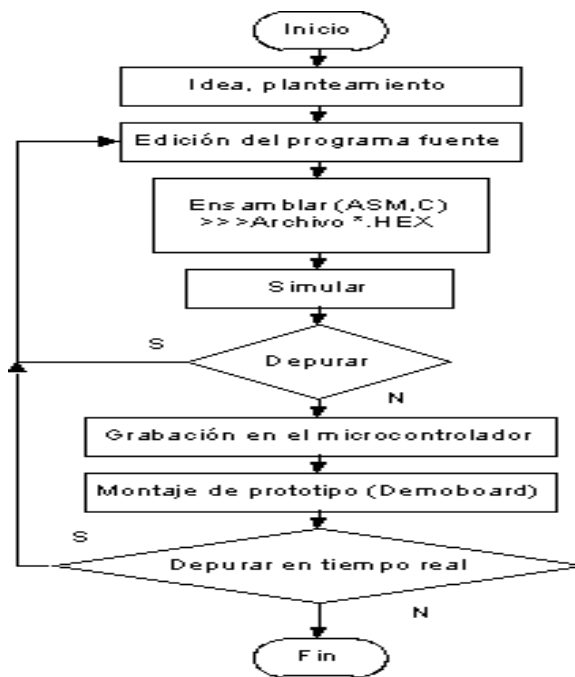 Inicio
Idea, planteamiento
Edición del programa fuente
Ensamblar (ASM,C)
>>>Archivo *.HEX
Simular
S
Depurar
N
Grabación en el microcontrolador
Montaje de prototipo (Demoboard)
S
Depurar en tiempo real
N
Fin